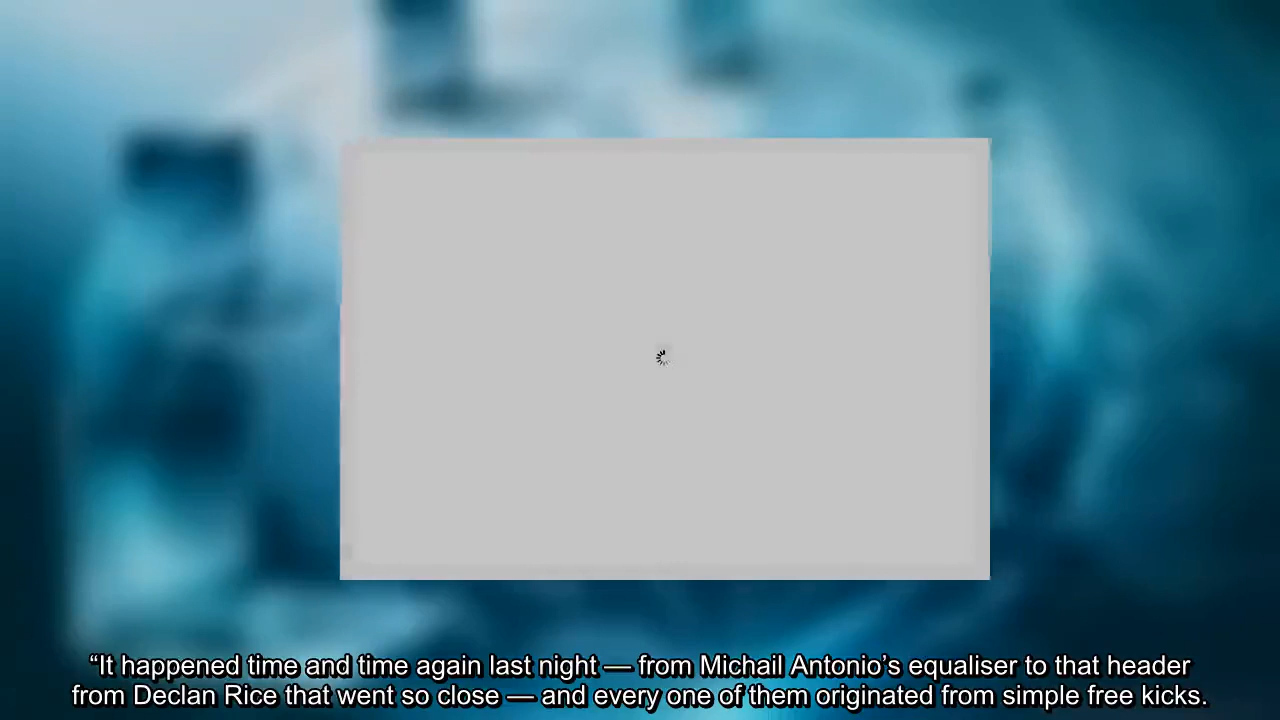 “It happened time and time again last night — from Michail Antonio’s equaliser to that header
from Declan Rice that went so close — and every one of them originated from simple free kicks.